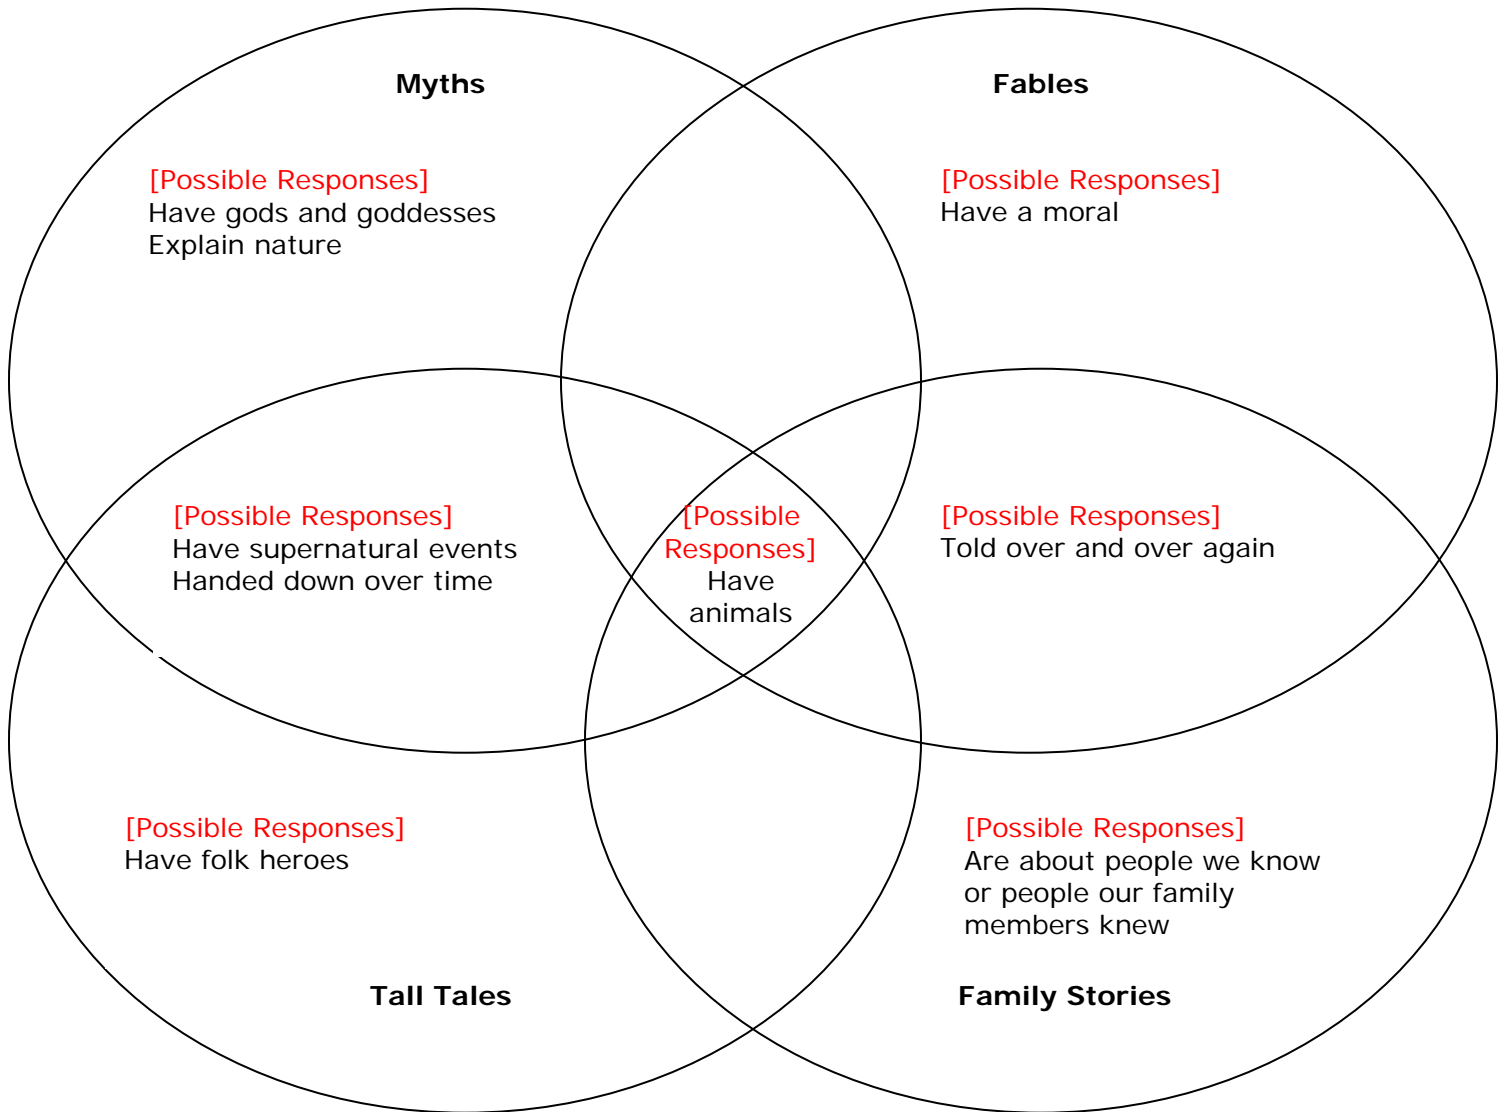 Myths
Fables
[Possible Responses]
Have gods and goddesses
Explain nature
[Possible Responses]
Have a moral
[Possible Responses]
Have supernatural events
Handed down over time
[Possible
Responses]
Have
animals
[Possible Responses]
Told over and over again
[Possible Responses]
Have folk heroes
[Possible Responses]
Are about people we know
or people our family
members knew
Tall Tales
Family Stories